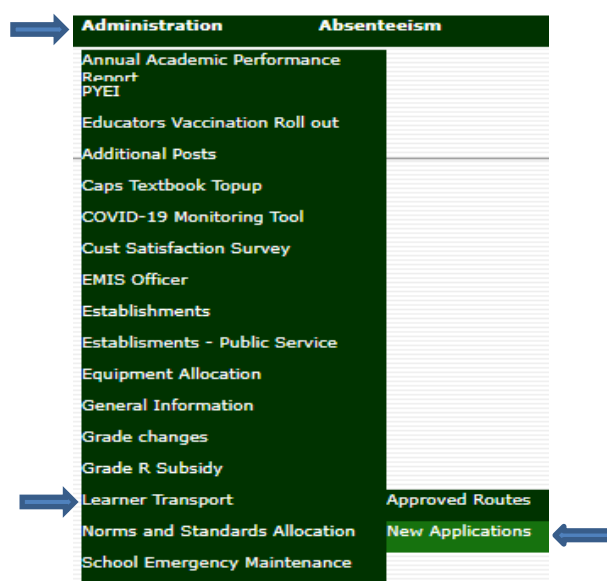 Administration Absenteeism
Annual Academic Performance
Report
PYEI
Educators Vaccination Roll out
Additional Posts
Caps Textbook Topup
COVID-19 Monitoring Tool
Cust Satisfaction Survey
EMIS Officer
Establishments
Establisments - Public Service
Equipment Allocation
General Information
Grade changes
Grade R Subsidy
Learner Transport Approved Routes
Norms and Standards Allocation New Applications
School Emergency Maintenance